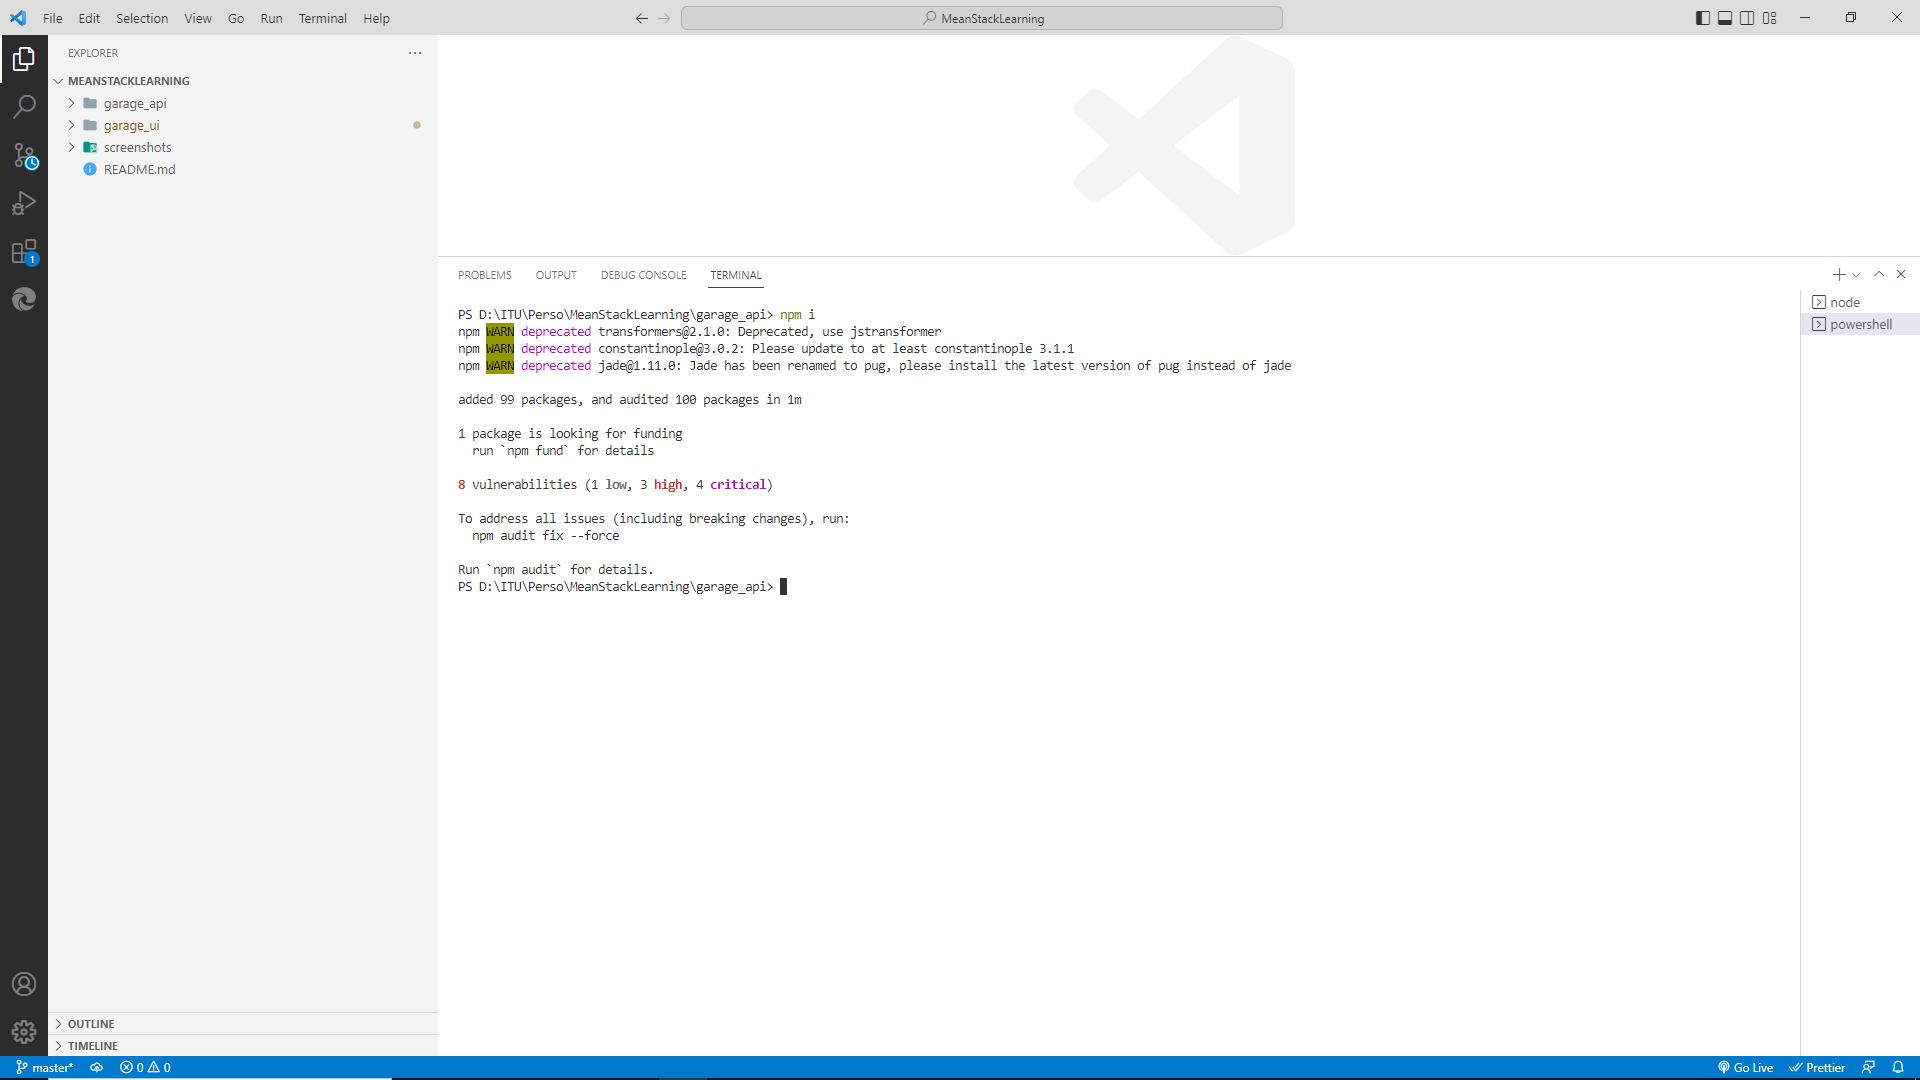 File Edit Selection View Go Run Terminal Help
MeanStackLearning
EXPLORER
MEANSTACKLEARNING
garage_api
garage_ui
screenshots
README.md
1
PROBLEMS OUTPUT DEBUG CONSOLE TERMINAL
node
powershell
PS D:\ITU\Perso\MeanStackLearning\garage_api> npm i
npm WARN deprecated transformers@2.1.0: Deprecated, use jstransformer
npm WARN deprecated constantinople@3.0.2: Please update to at least constantinople 3.1.1
npm WARN deprecated jade@1.11.0: Jade has been renamed to pug, please install the latest version of pug instead of jade
added 99 packages, and audited 100 packages in 1m
1 package is looking for funding
run `npm fund` for details
8 vulnerabilities (1 low, 3 high, 4 critical)
To address all issues (including breaking changes), run:
npm audit fix --force
Run `npm audit` for details.
PS D:\ITU\Perso\MeanStackLearning\garage_api>
OUTLINE
TIMELINE
master* 0 0 Go Live Prettier